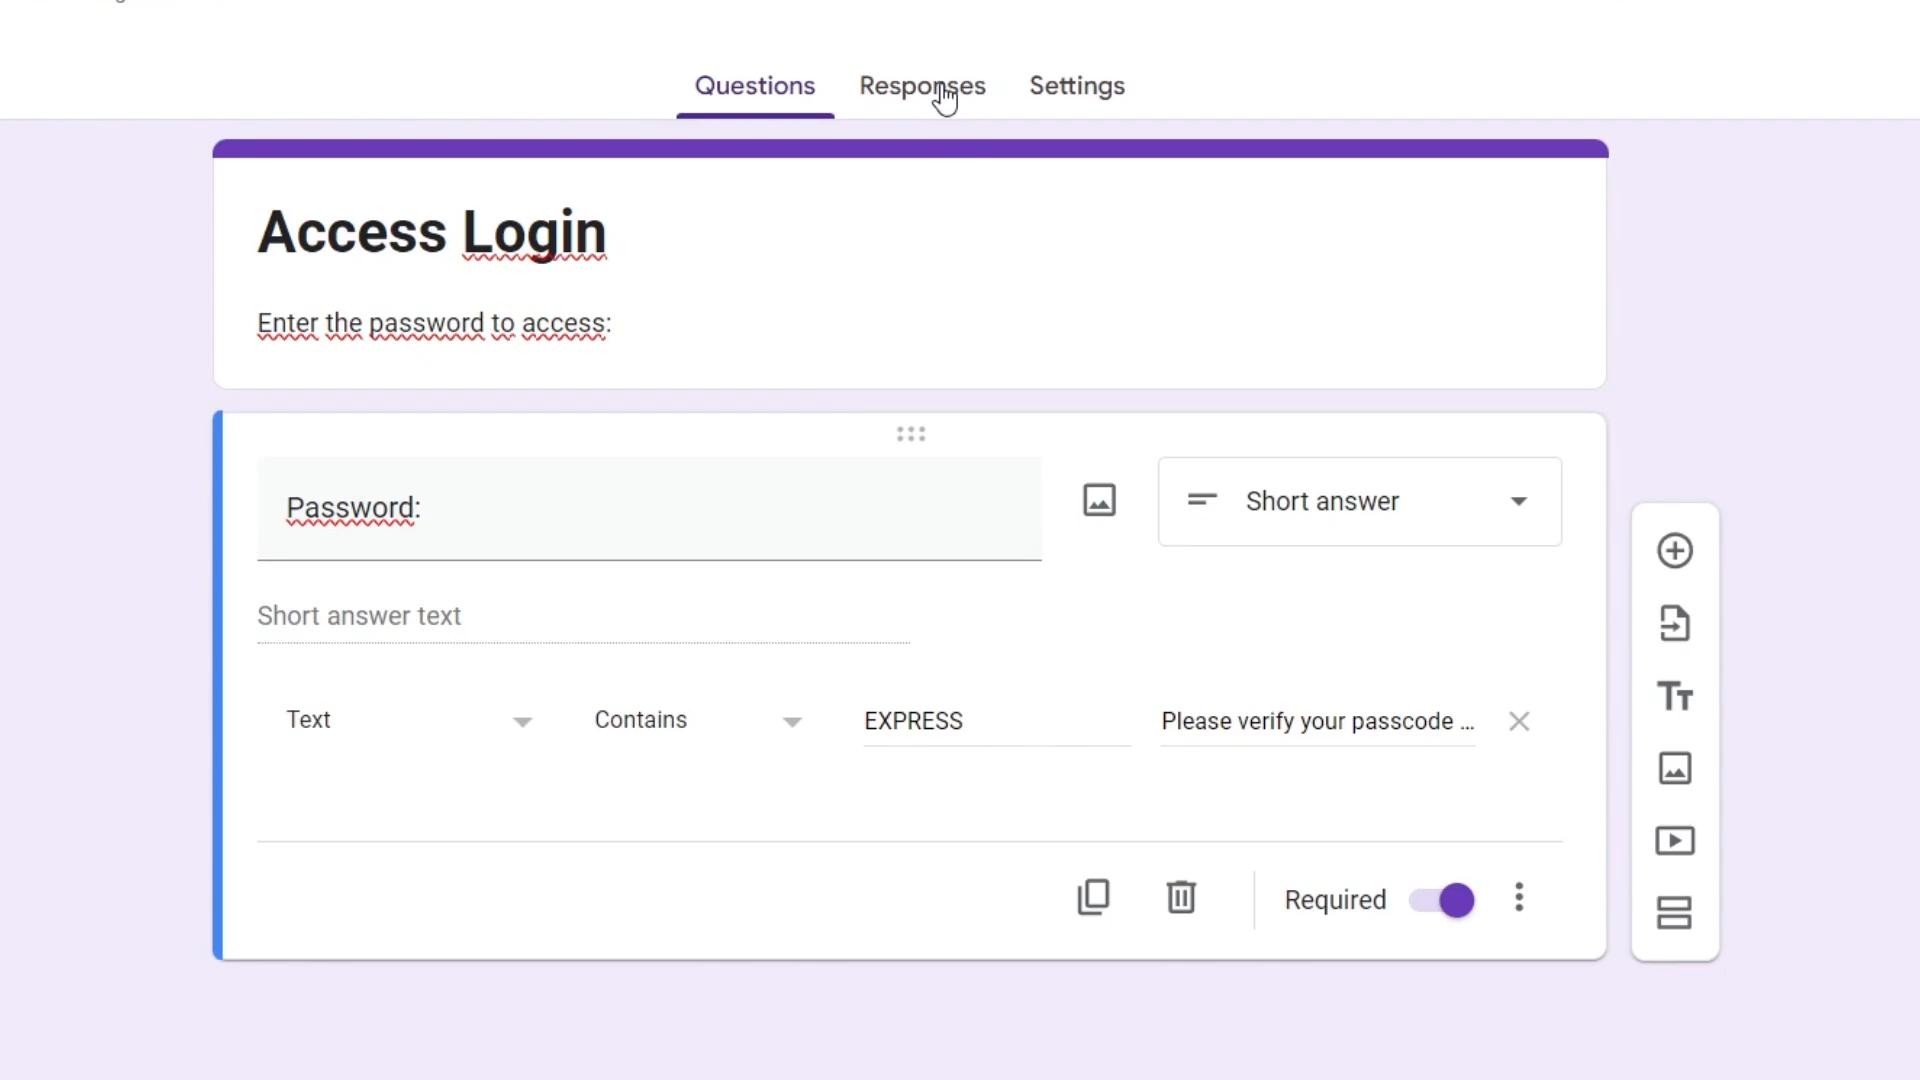 Questions Responses Settings
Access Login
Enter the password to access:
Password:
Short answer
Short answer text
Text Contains EXPRESS Please verify your passcode ...
Required